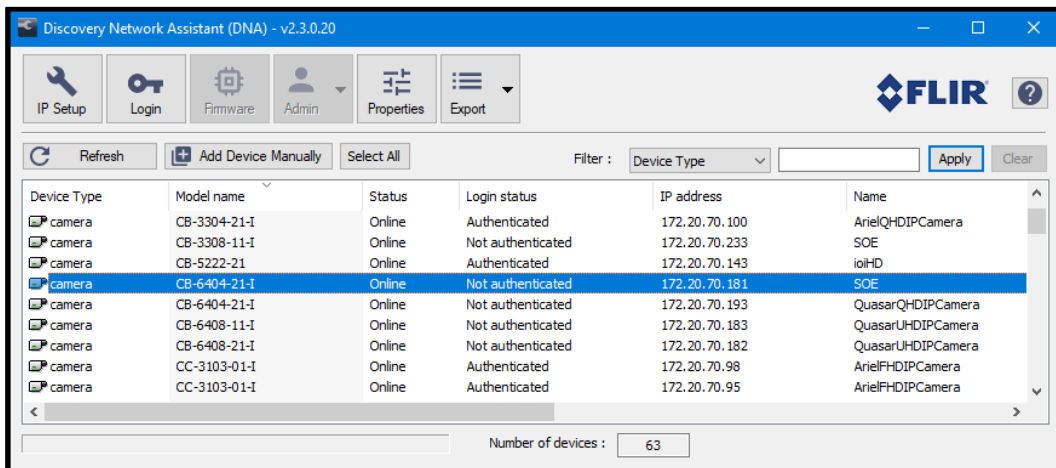 Discovery Network Assistant (DNA) - v2.3.0.20
IP Setup Login Firmware Admin Properties Export FLIR ?
Refresh Add Device Manually Select All Filter : Device Type Apply Clear
Device Type Model name Status Login status IP address Name
camera CB-3304-21-I Online Authenticated 172.20.70.100 ArielQHDIPCamera
camera CB-3308-11-I Online Not authenticated 172.20.70.233 SOE
camera CB-5222-21 Online Authenticated 172.20.70.143 ioiHD
camera CB-6404-21-I Online Not authenticated 172.20.70.181 SOE
camera CB-6404-21-I Online Not authenticated 172.20.70.193 QuasarQHDIPCamera
camera CB-6408-11-I Online Not authenticated 172.20.70.183 QuasarUHDIPCamera
camera CB-6408-21-I Online Not authenticated 172.20.70.182 QuasarUHDIPCamera
camera CC-3103-01-I Online Authenticated 172.20.70.98 ArielFHDIPCamera
camera CC-3103-01-I Online Authenticated 172.20.70.95 ArielFHDIPCamera
Number of devices : 63